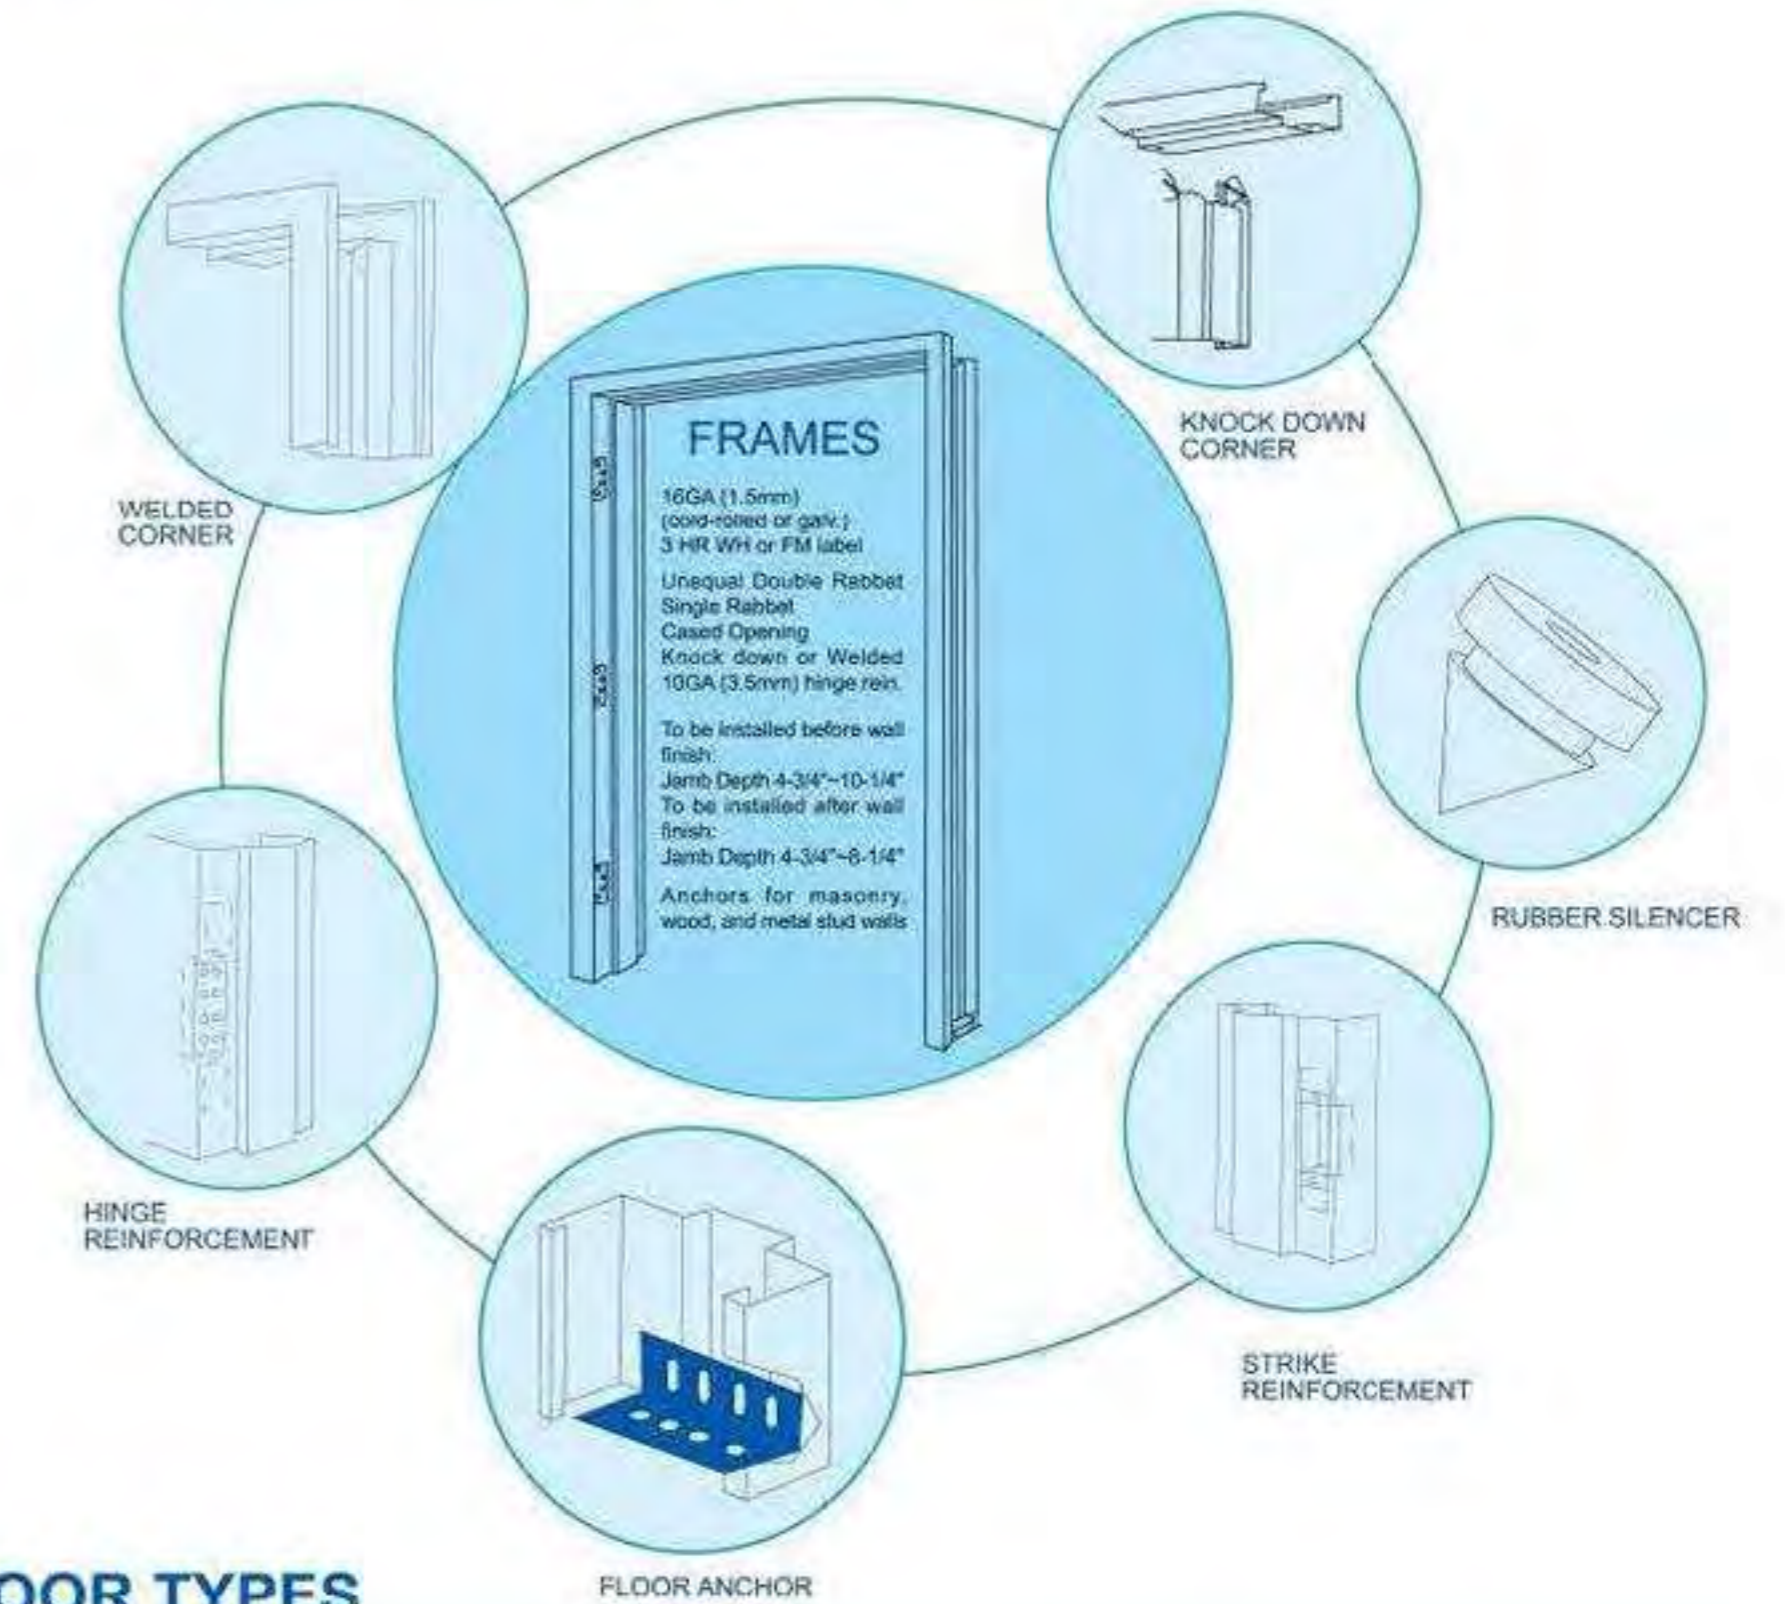 WELDED
CORNER
KNOCK DOWN
CORNER
FRAMES
16GA (1.5mm)
(cord-rolled or galv.)
3 HR WH or FM label
Unequal Double Rabbet
Single Rabbet
Cased Opening
Knock down or Welded
10GA (3.5mm) hinge rein.
To be installed before wall
finish:
Jamb Depth 4-3/4"~10-1/4"
To be installed after wall
finish:
Jamb Depth 4-3/4"~8-1/4"
Anchors for masonry,
wood, and metal stud walls
RUBBER SILENCER
HINGE
REINFORCEMENT
STRIKE
REINFORCEMENT
FLOOR ANCHOR
OOR TYPES